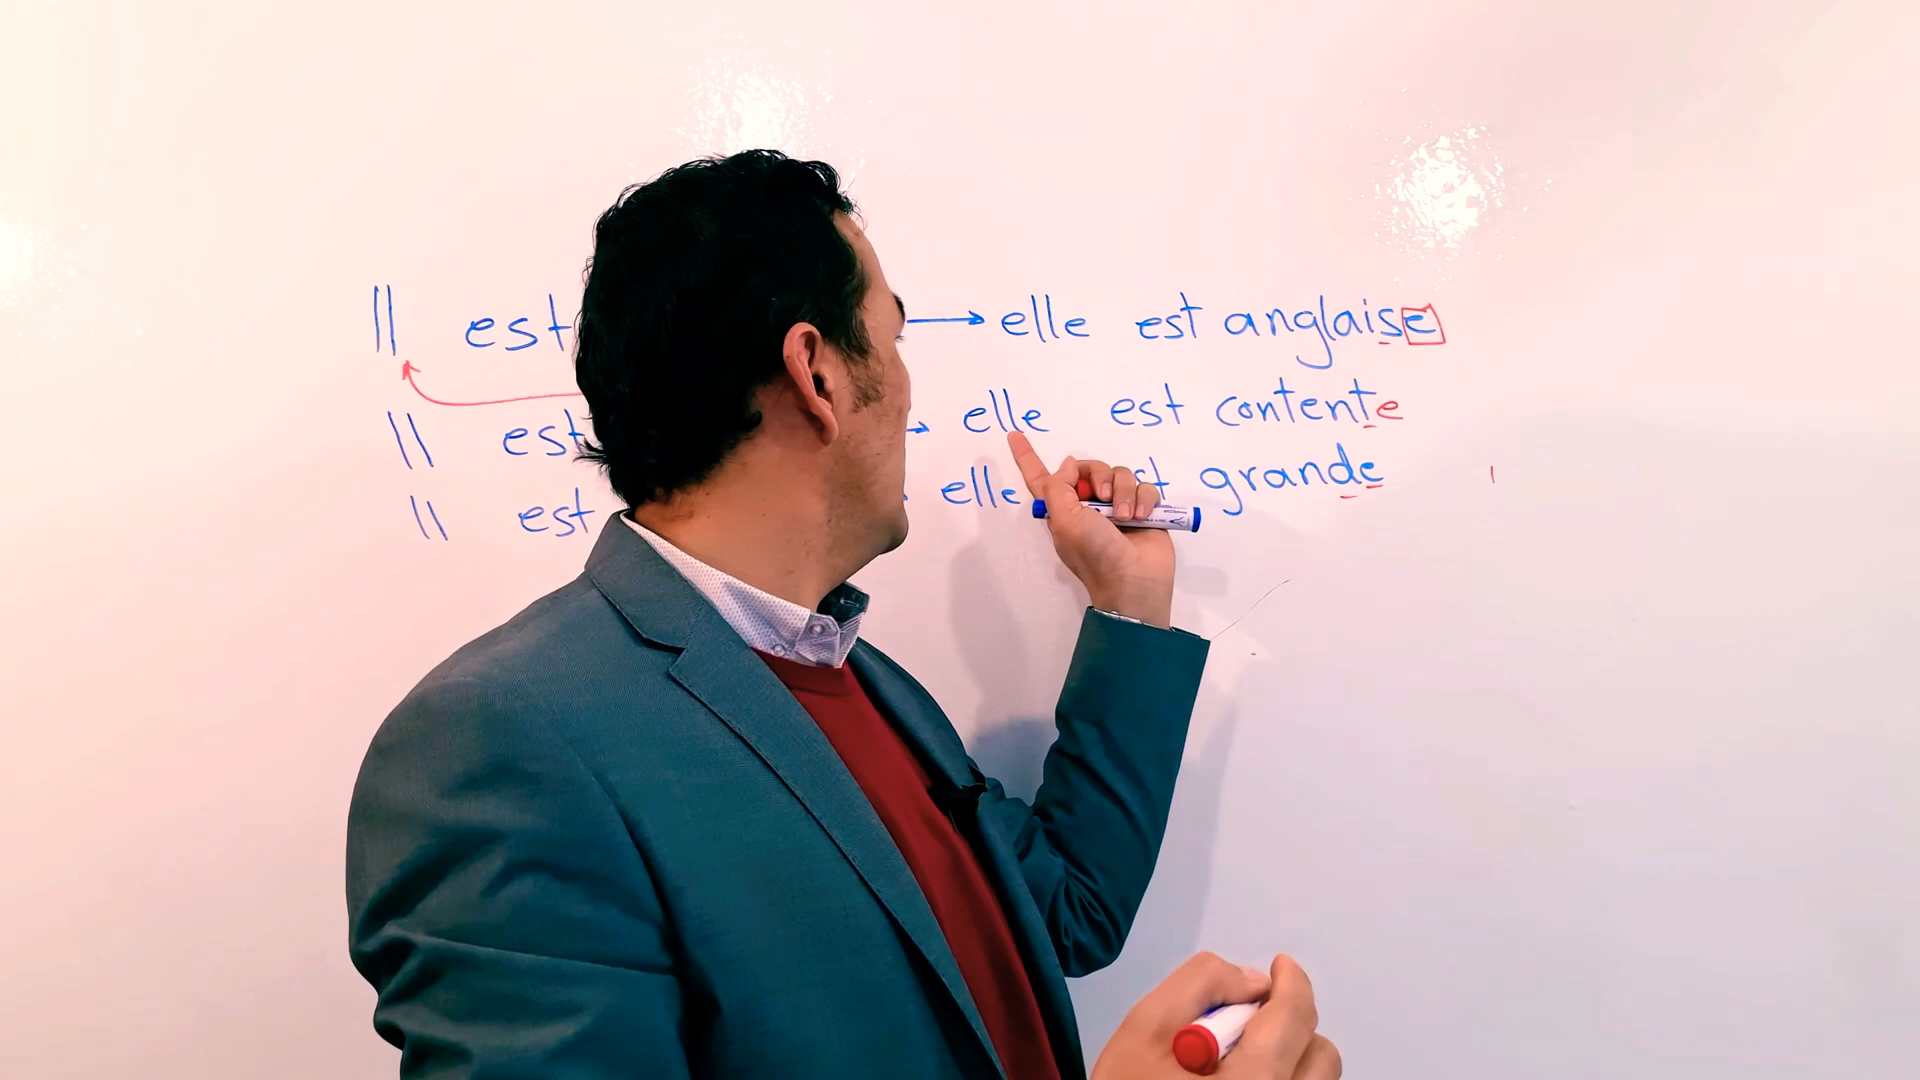 Il est → elle est anglaise
Il est → elle est contente
Il est elle est grande